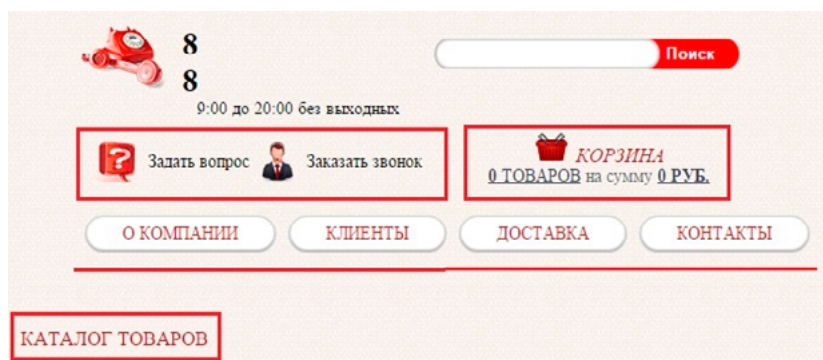 8
Поиск
8
9:00 до 20:00 без выходных
? Задать вопрос Заказать звонок
КОРЗИНА
0 ТОВАРОВ на сумму 0 РУБ.
О КОМПАНИИ КЛИЕНТЫ ДОСТАВКА КОНТАКТЫ
КАТАЛОГ ТОВАРОВ